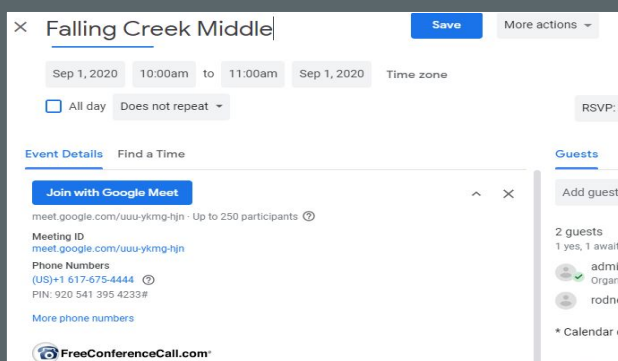 Falling Creek Middle
Save
More actions
Sep 1, 2020 10:00am to 11:00am Sep 1, 2020 Time zone
All day Does not repeat
RSVP:
Event Details Find a Time
Guests
Join with Google Meet
meet.google.com/uuu-ykmg-hjn · Up to 250 participants
Meeting ID
meet.google.com/uuu-ykmg-hjn
Phone Numbers
(US)+1 617-675-4444
PIN: 920 541 395 4233#
More phone numbers
FreeConferenceCall.com
Add guest
2 guests
1 yes, 1 await
admi
Organ
rodne
* Calendar